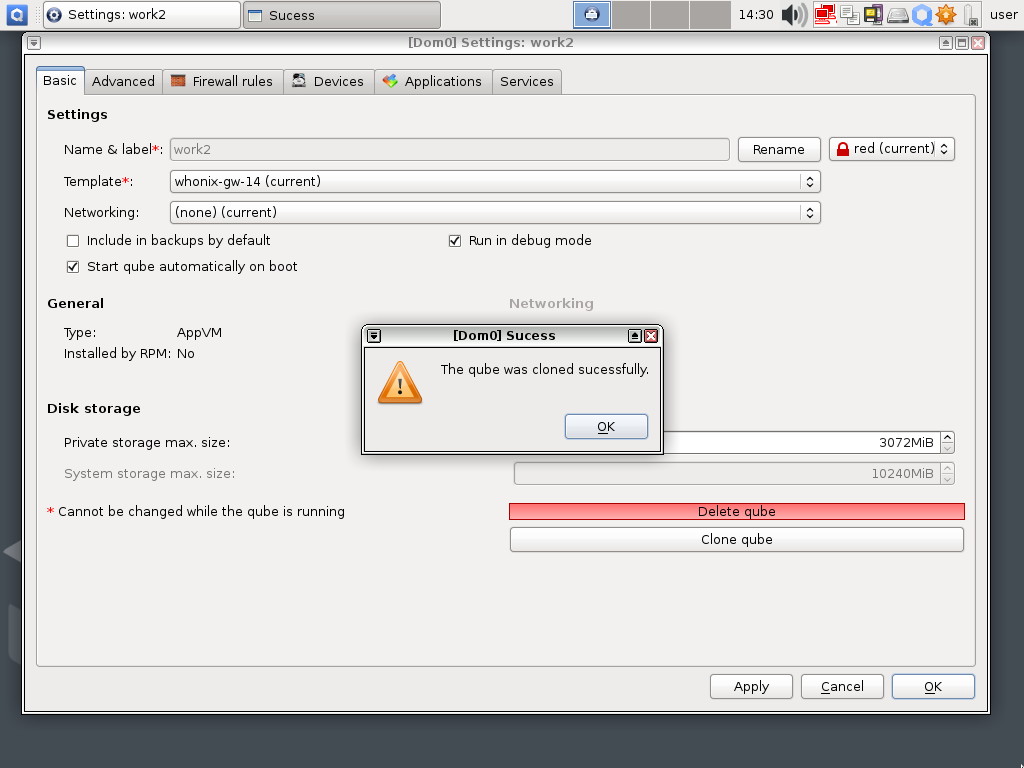 Settings: work2
Sucess
14:30
user
[Dom0] Settings: work2
Basic
Advanced
Firewall rules
Devices
Applications
Services
Settings
Name & label*:
work2
Rename
red (current)
Template*:
whonix-gw-14 (current)
Networking:
(none) (current)
Include in backups by default
Run in debug mode
Start qube automatically on boot
General
Networking
Type:
AppVM
Installed by RPM:
No
[Dom0] Sucess
The qube was cloned sucessfully.
OK
Disk storage
Private storage max. size:
3072MiB
System storage max. size:
10240MiB
* Cannot be changed while the qube is running
Delete qube
Clone qube
Apply
Cancel
OK